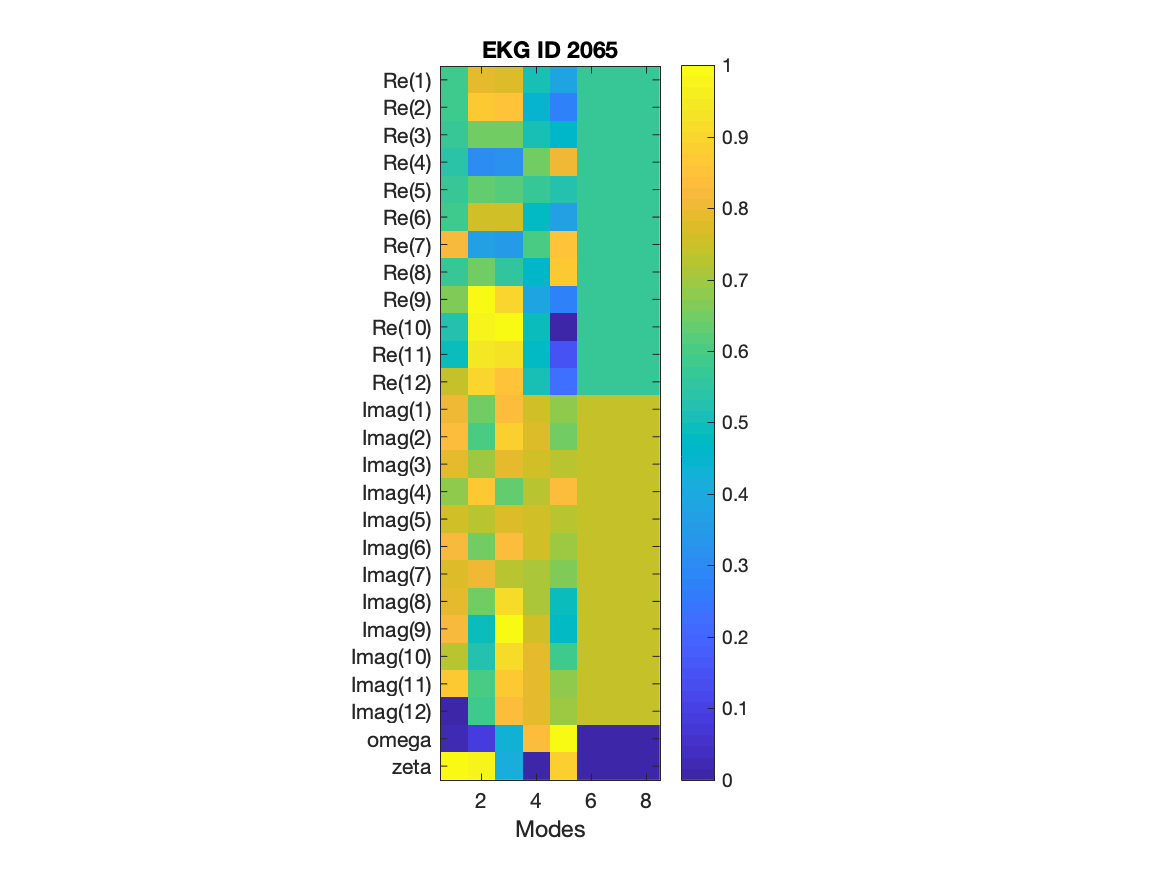 EKG ID 2065
Re(1)
Re(2)
Re(3)
Re(4)
Re(5)
Re(6)
Re(7)
Re(8)
Re(9)
Re(10)
Re(11)
Re(12)
Imag(1)
Imag(2)
Imag(3)
Imag(4)
Imag(5)
Imag(6)
Imag(7)
Imag(8)
Imag(9)
Imag(10)
Imag(11)
Imag(12)
omega
zeta
2 4 6 8
Modes
1
0.9
0.8
0.7
0.6
0.5
0.4
0.3
0.2
0.1
0